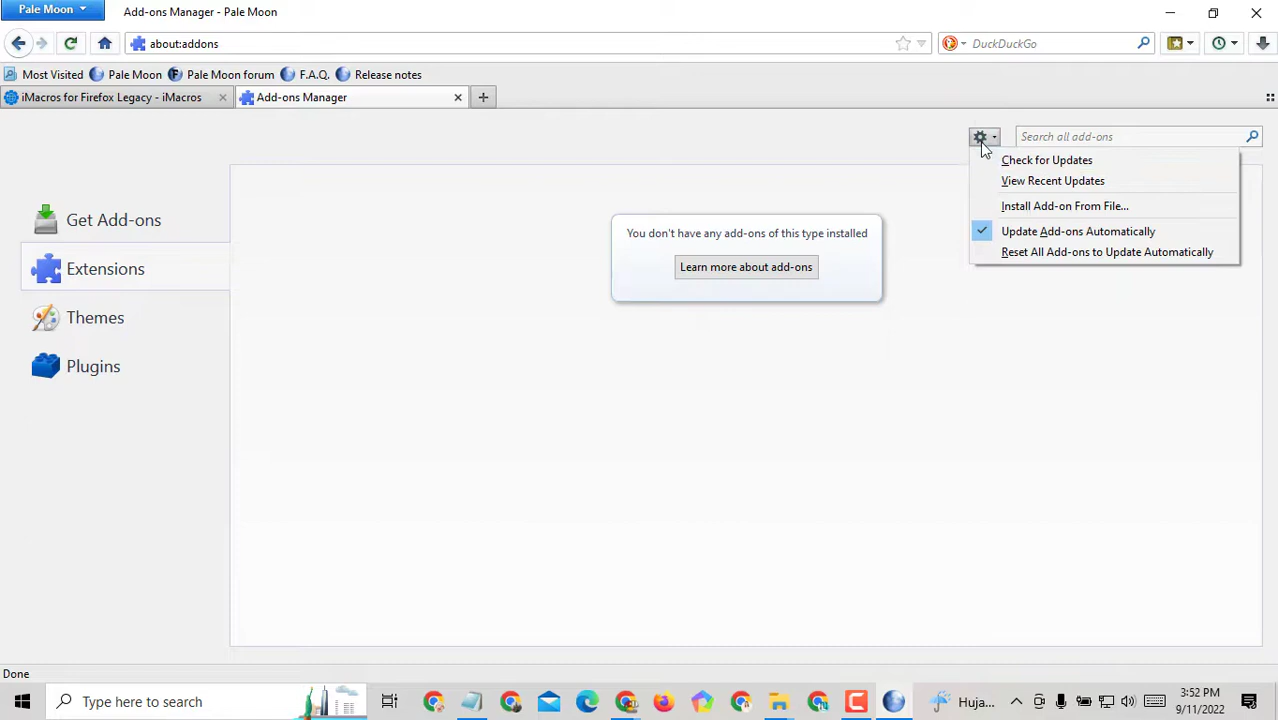 Pale Moon
Add-ons Manager - Pale Moon
about:addons
DuckDuckGo
Most Visited
Pale Moon
Pale Moon forum
F.A.Q.
Release notes
iMacros for Firefox Legacy - iMacros
Add-ons Manager
Search all add-ons
Check for Updates
View Recent Updates
Install Add-on From File...
Update Add-ons Automatically
Reset All Add-ons to Update Automatically
Get Add-ons
Extensions
Themes
Plugins
You don't have any add-ons of this type installed
Learn more about add-ons
Done
Type here to search
Huja...
3:52 PM
9/11/2022